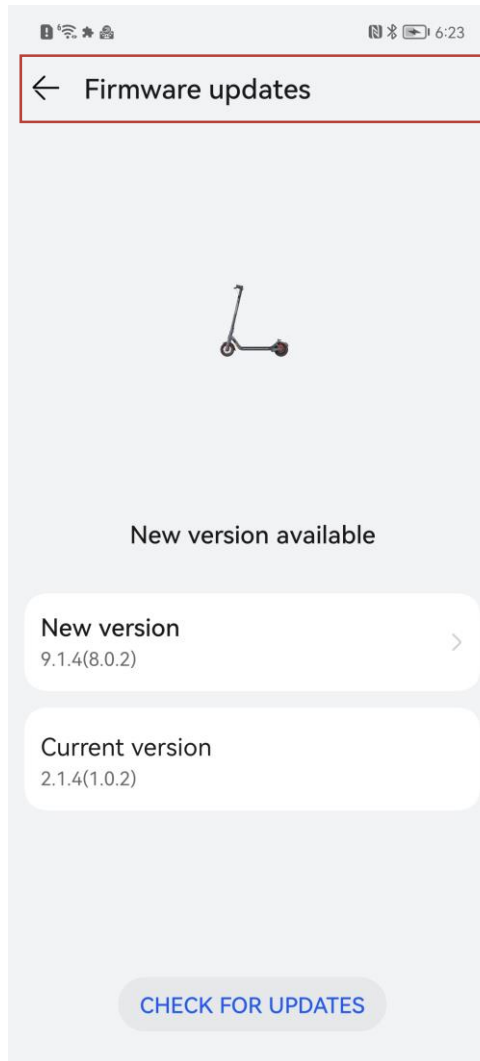 6:23
Firmware updates
New version available
New version
9.1.4(8.0.2)
Current version
2.1.4(1.0.2)
CHECK FOR UPDATES